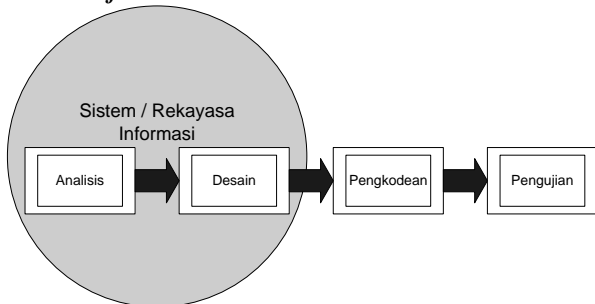 Sistem / Rekayasa
Informasi
Analisis
Desain
Pengkodean
Pengujian